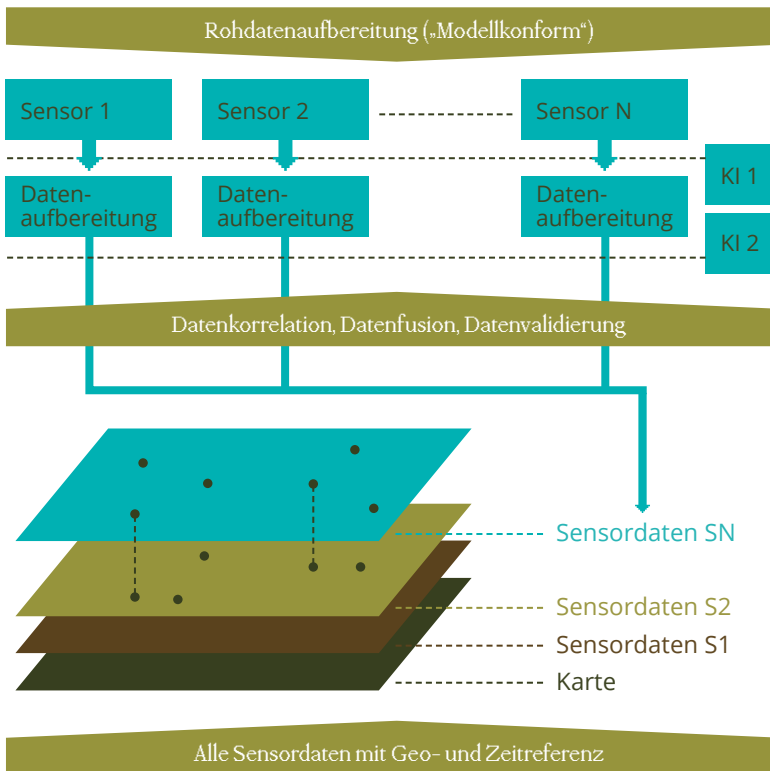 Rohdatenaufbereitung („Modellkonform“)
Sensor 1
Sensor 2
Sensor N
KI 1
Daten-
aufbereitung
Daten-
aufbereitung
Daten-
aufbereitung
KI 2
Datenkorrelation, Datenfusion, Datenvalidierung
Sensordaten SN
Sensordaten S2
Sensordaten S1
Karte
Alle Sensordaten mit Geo- und Zeitreferenz